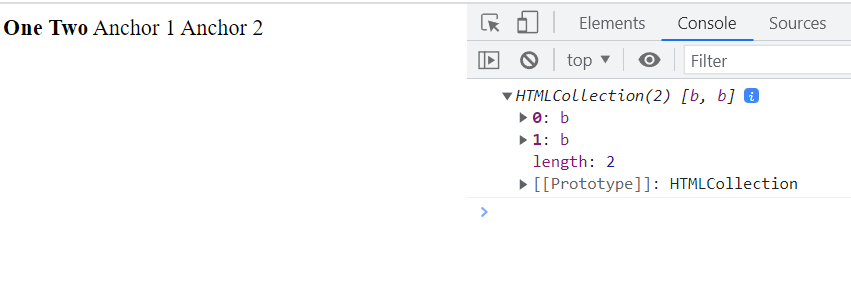 One Two Anchor 1 Anchor 2
Elements Console Sources
top ▼ Filter
▼HTMLCollection(2) [b, b] i
▶ 0: b
▶ 1: b
length: 2
▶ [[Prototype]]: HTMLCollection
>